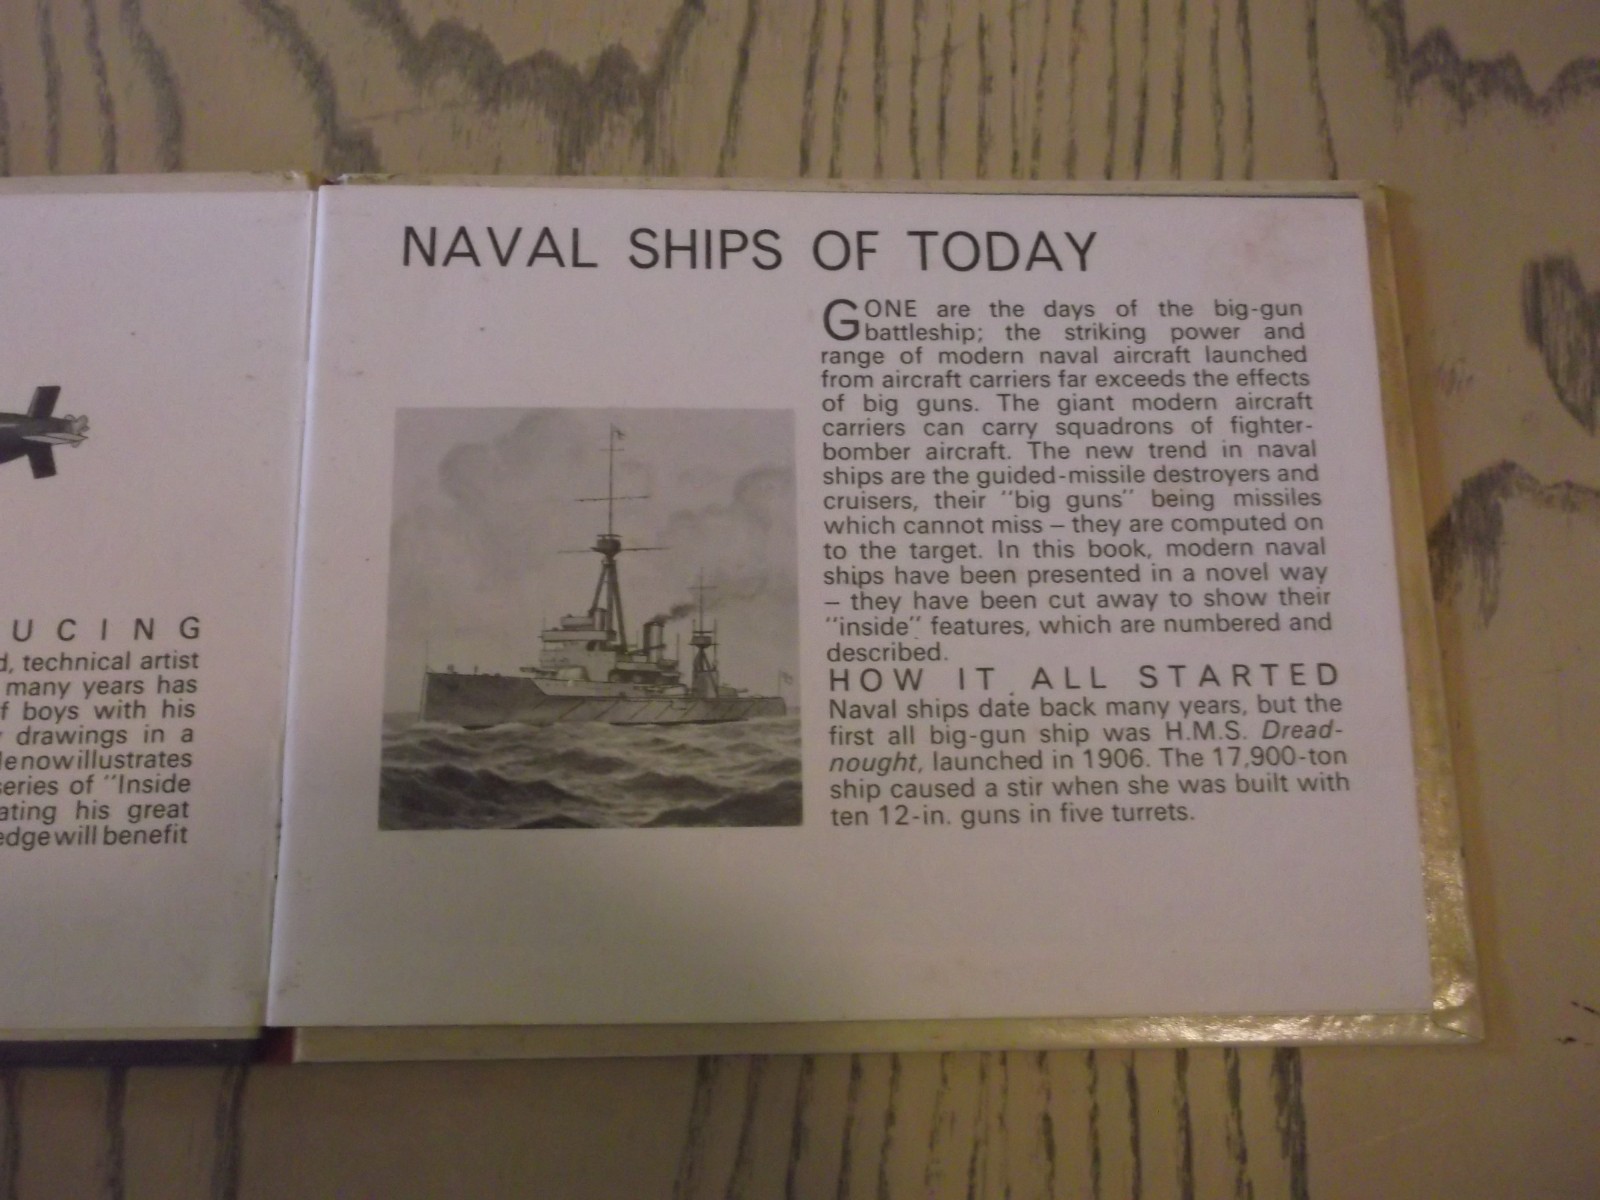 UCING
technical artist
many years has
boys with his
drawings in a
now illustrates
series of "Inside
his great
will benefit
NAVAL SHIPS OF TODAY
GONE are the days of the big-gun
battleship; the striking power and
range of modern naval aircraft launched
from aircraft carriers far exceeds the effects
of big guns. The giant modern aircraft
carriers can carry squadrons of fighter-
bomber aircraft. The new trend in naval
ships are the guided-missile destroyers and
cruisers, their "big guns" being missiles
which cannot miss – they are computed on
to the target. In this book, modern naval
ships have been presented in a novel way
– they have been cut away to show their
"inside" features, which are numbered and
described.
HOW IT ALL STARTED
Naval ships date back many years, but the
first all big-gun ship was H.M.S. Dread-
nought, launched in 1906. The 17,900-ton
ship caused a stir when she was built with
ten 12-in. guns in five turrets.